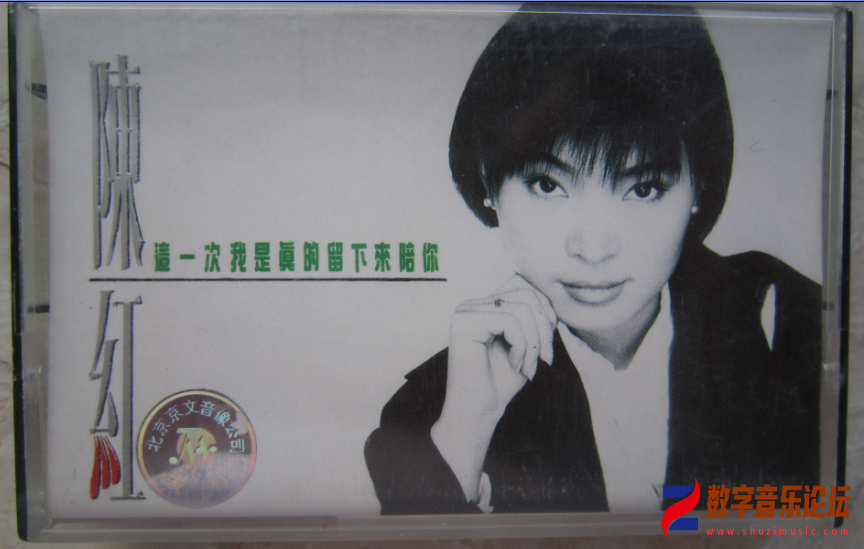 陳紅
這一次我是真的留下來陪你
北京京文音像公司
数字音乐论坛
www.shuzimusic.com